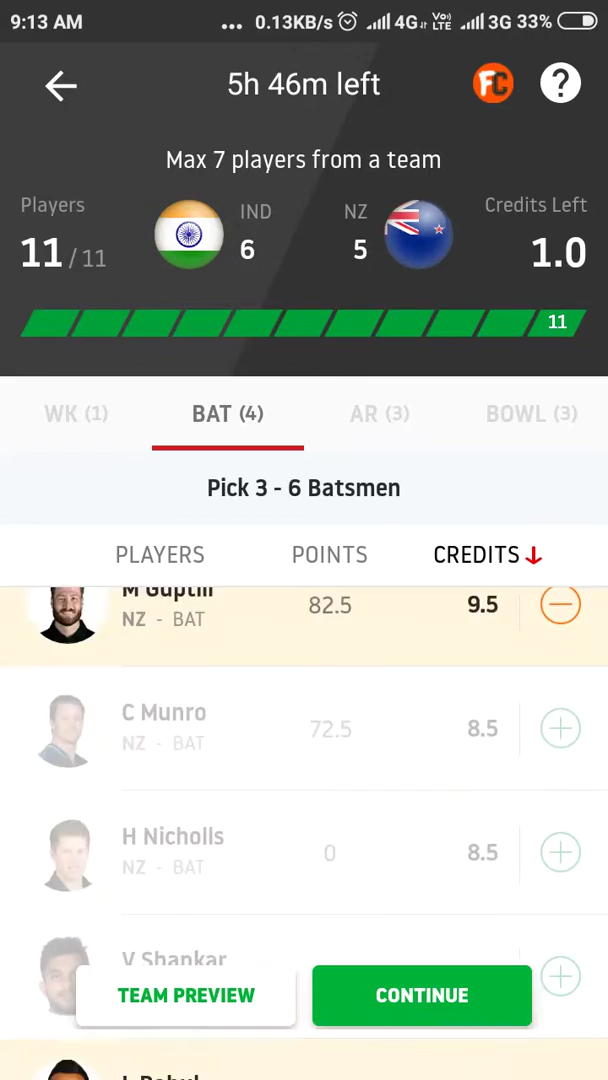 9:13 AM ... 0.13KB/s 4G VoLTE 3G 33%
5h 46m left FC ?
Max 7 players from a team
Players IND NZ Credits Left
11 / 11 6 5 1.0
11
WK (1) BAT (4) AR (3) BOWL (3)
Pick 3 - 6 Batsmen
PLAYERS POINTS CREDITS
M Guptill
NZ - BAT 82.5 9.5
C Munro
NZ - BAT 72.5 8.5
H Nicholls
NZ - BAT 0 8.5
V Shankar
TEAM PREVIEW CONTINUE